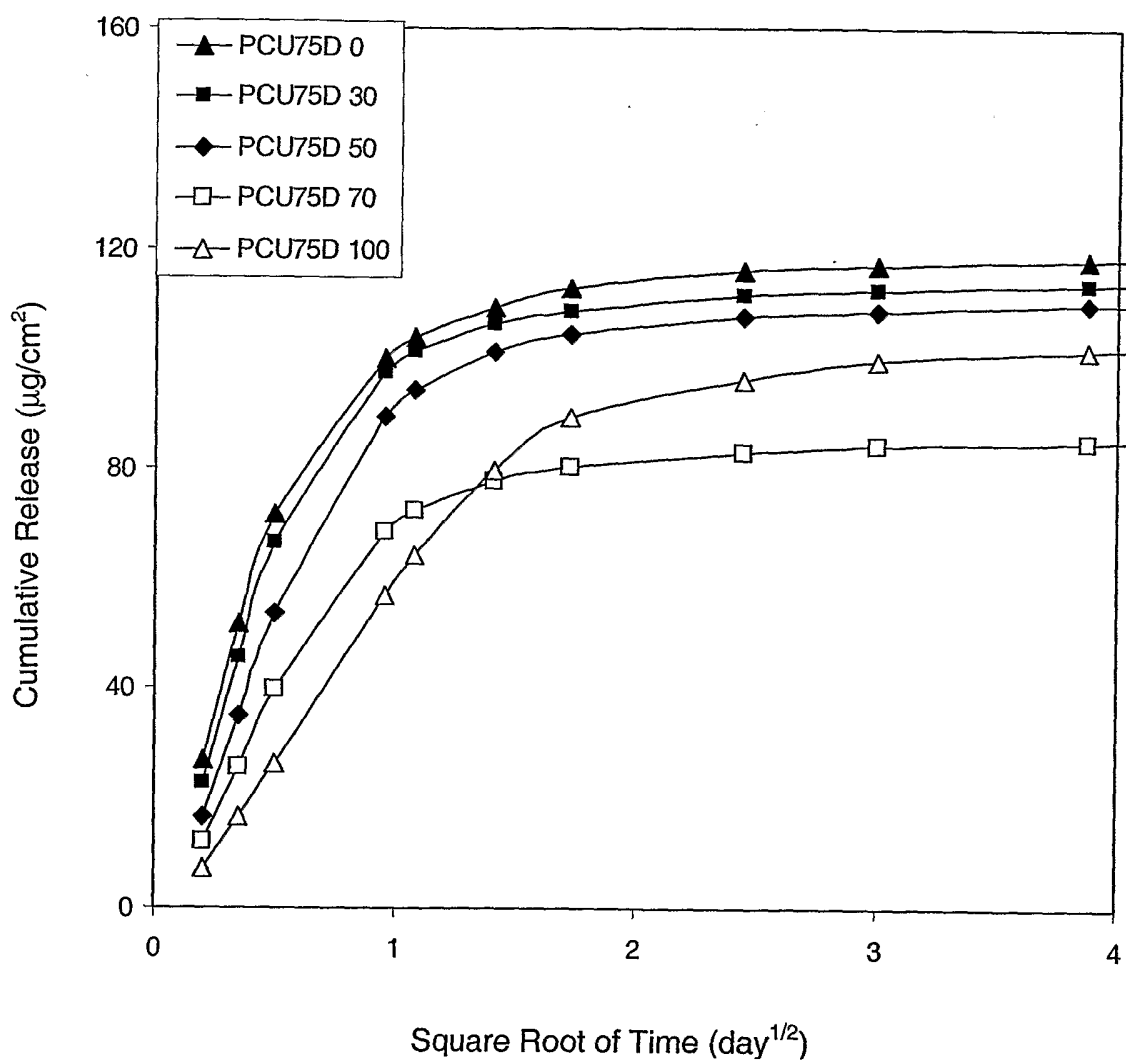 160
120
80
40
0
PCU75D 0
PCU75D 30
PCU75D 50
PCU75D 70
PCU75D 100
Cumulative Release (µg/cm²)
0 1 2 3 4
Square Root of Time (day^1/2)